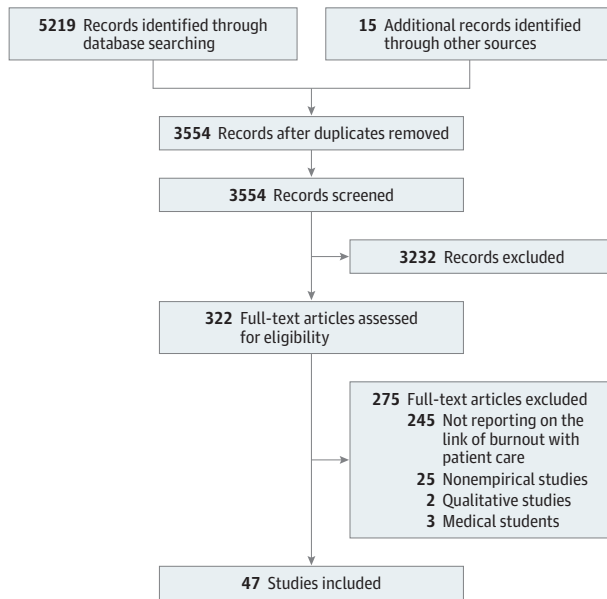 5219 Records identified through
database searching
15 Additional records identified
through other sources
3554 Records after duplicates removed
3554 Records screened
3232 Records excluded
322 Full-text articles assessed
for eligibility
275 Full-text articles excluded
245 Not reporting on the
link of burnout with
patient care
25 Nonempirical studies
2 Qualitative studies
3 Medical students
47 Studies included